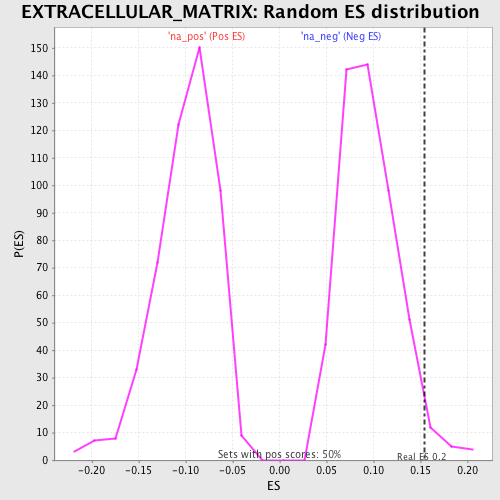 EXTRACELLULAR_MATRIX: Random ES distribution
'na_pos' (Pos ES) 'na_neg' (Neg ES)
150
140
130
120
110
100
90
80
70
60
50
40
30
20
10
0
P(ES)
Sets with pos scores: 50%
Real ES 0.2
-0.20 -0.15 -0.10 -0.05 0.00 0.05 0.10 0.15 0.20
ES